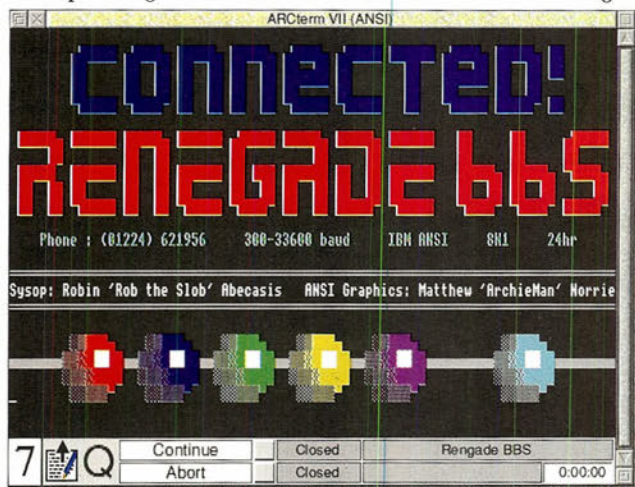 ARCterm VII (ANSI)
CONNECTED!
RENEGADE BBS
Phone : (01224) 621956 300-33600 baud IBM ANSI 8N1 24hr
Sysop: Robin 'Rob the Slob' Abecasis ANSI Graphics: Matthew 'ArchieMan' Norrie
7 Q Continue Closed Rengade BBS
Abort Closed 0:00:00